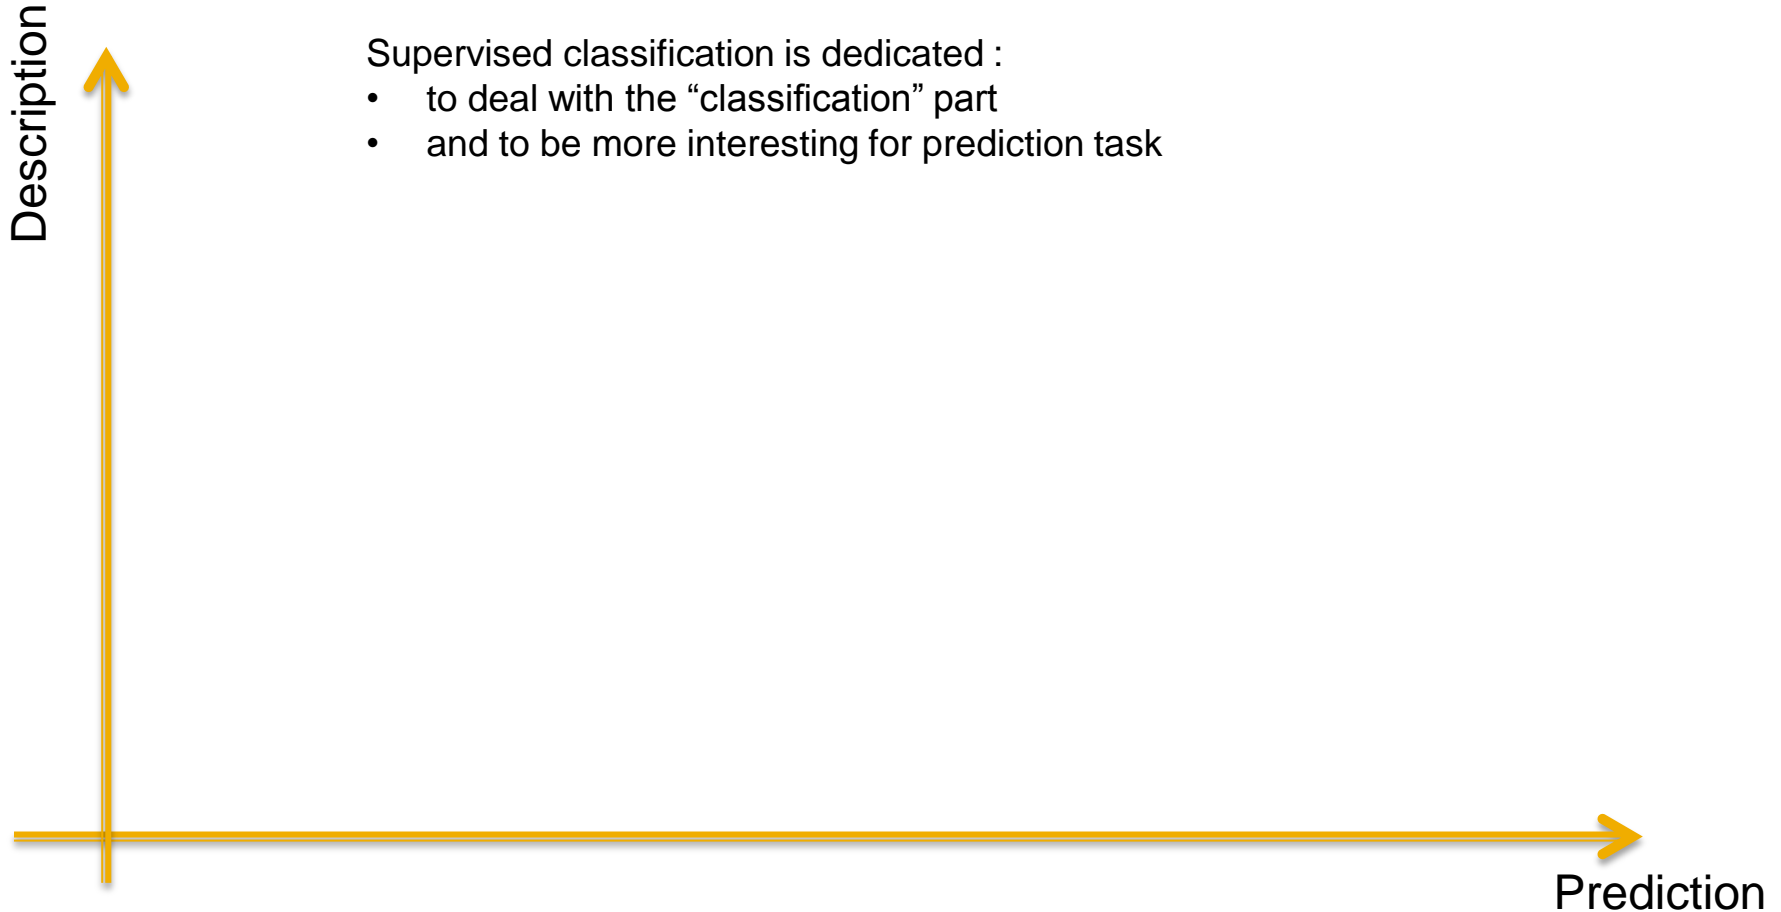 Description
Supervised classification is dedicated :
• to deal with the “classification” part
• and to be more interesting for prediction task
Prediction